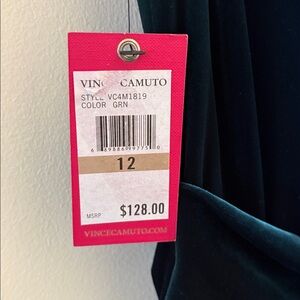 VINCE CAMUTO
STYLE VC4M1819
COLOR GRN
12
MSRP $128.00
VINCECAMUTO.COM